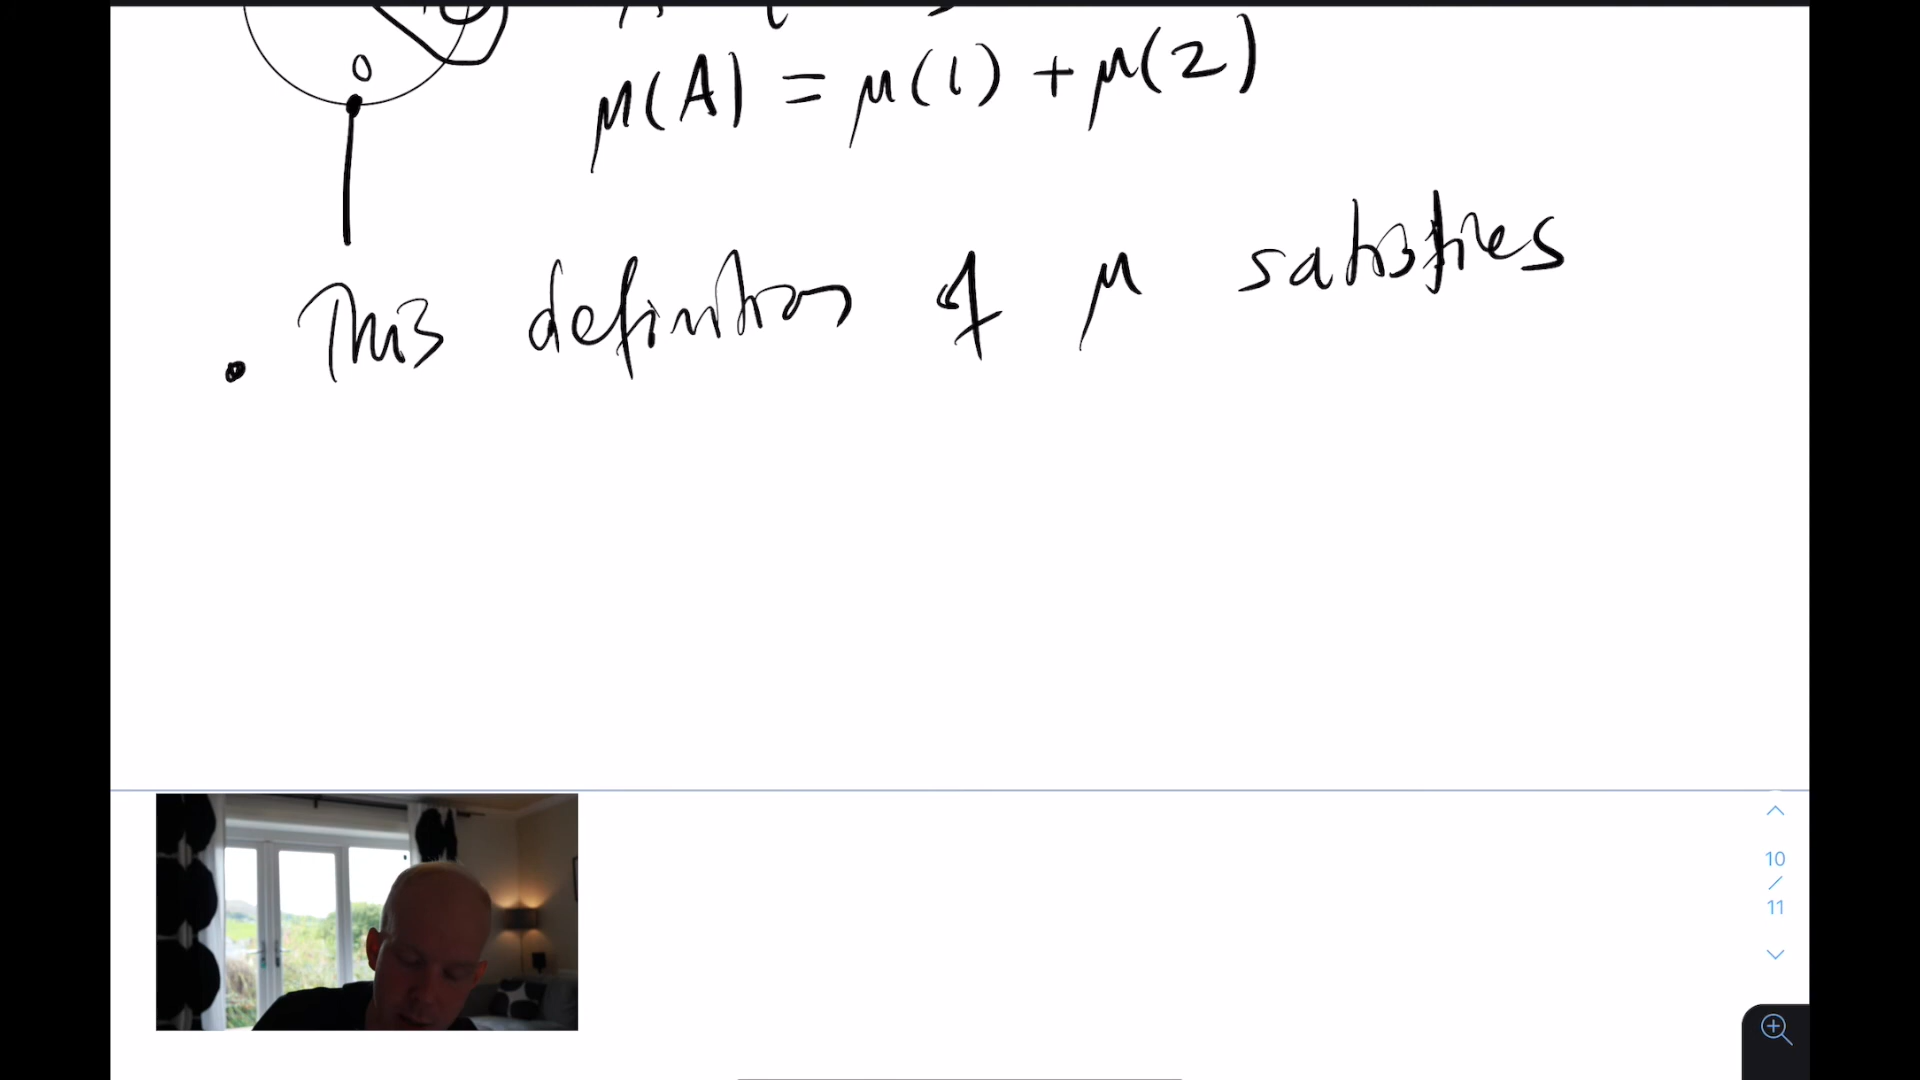 0
μ(A) = μ(1) + μ(2)
• This definition of μ satisfies
10
/
11